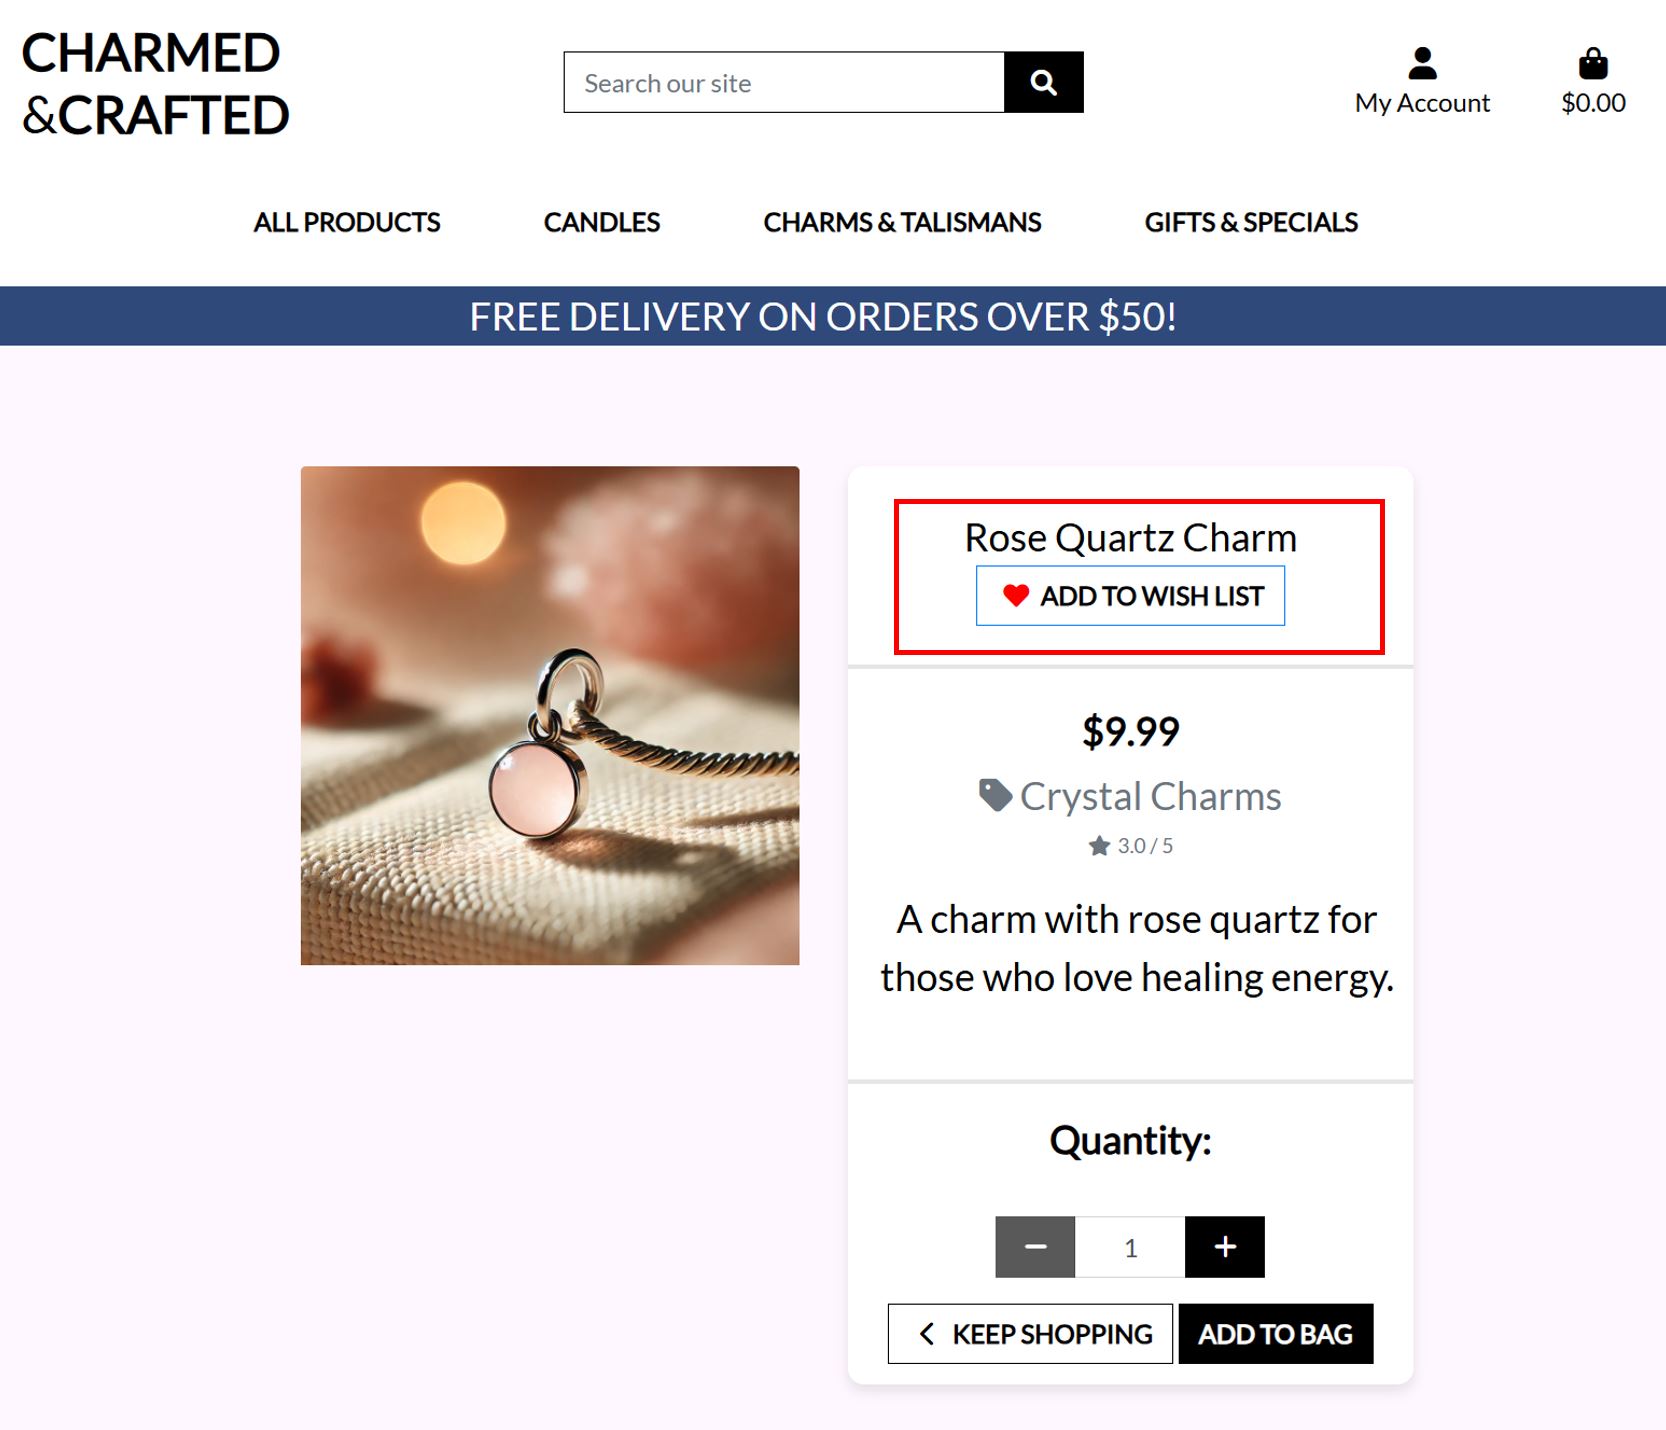 CHARMED
&CRAFTED
Search our site
My Account
$0.00
ALL PRODUCTS
CANDLES
CHARMS & TALISMANS
GIFTS & SPECIALS
FREE DELIVERY ON ORDERS OVER $50!
Rose Quartz Charm
ADD TO WISH LIST
$9.99
Crystal Charms
3.0 / 5
A charm with rose quartz for
those who love healing energy.
Quantity:
1
KEEP SHOPPING
ADD TO BAG